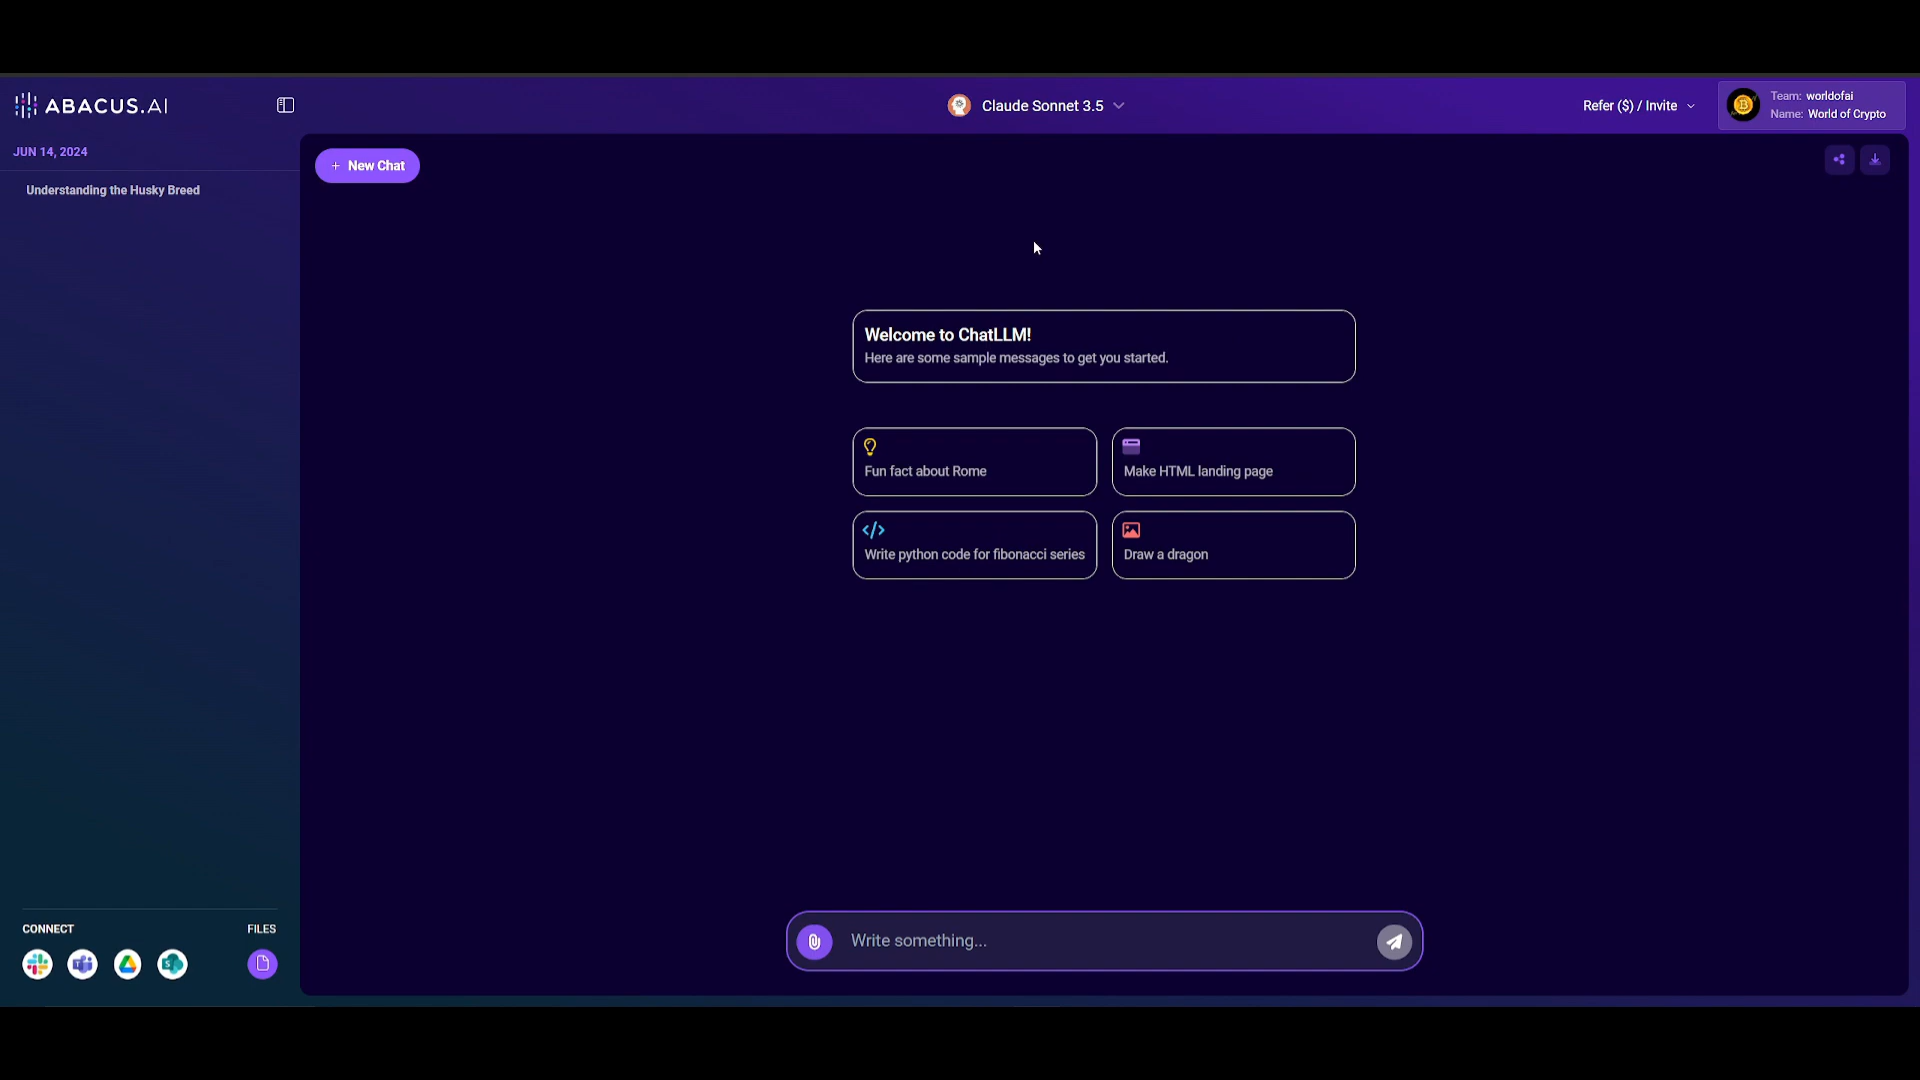 ABACUS.AI
Claude Sonnet 3.5
Refer ($) / Invite
Team: worldofai
Name: World of Crypto
JUN 14, 2024
Understanding the Husky Breed
+ New Chat
Welcome to ChatLLM!
Here are some sample messages to get you started.
Fun fact about Rome
Make HTML landing page
</>
Write python code for fibonacci series
Draw a dragon
Write something...
CONNECT
FILES